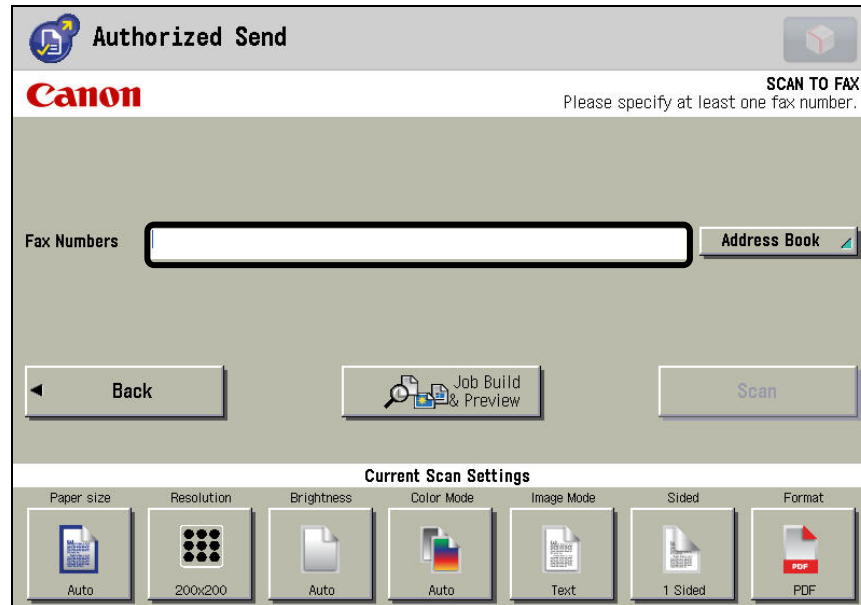 Authorized Send
Canon
SCAN TO FAX
Please specify at least one fax number.
Fax Numbers
Address Book
Back
Job Build
& Preview
Scan
Current Scan Settings
Paper size
Resolution
Brightness
Color Mode
Image Mode
Sided
Format
PDF
Auto
200x200
Auto
Auto
Text
1 Sided
PDF